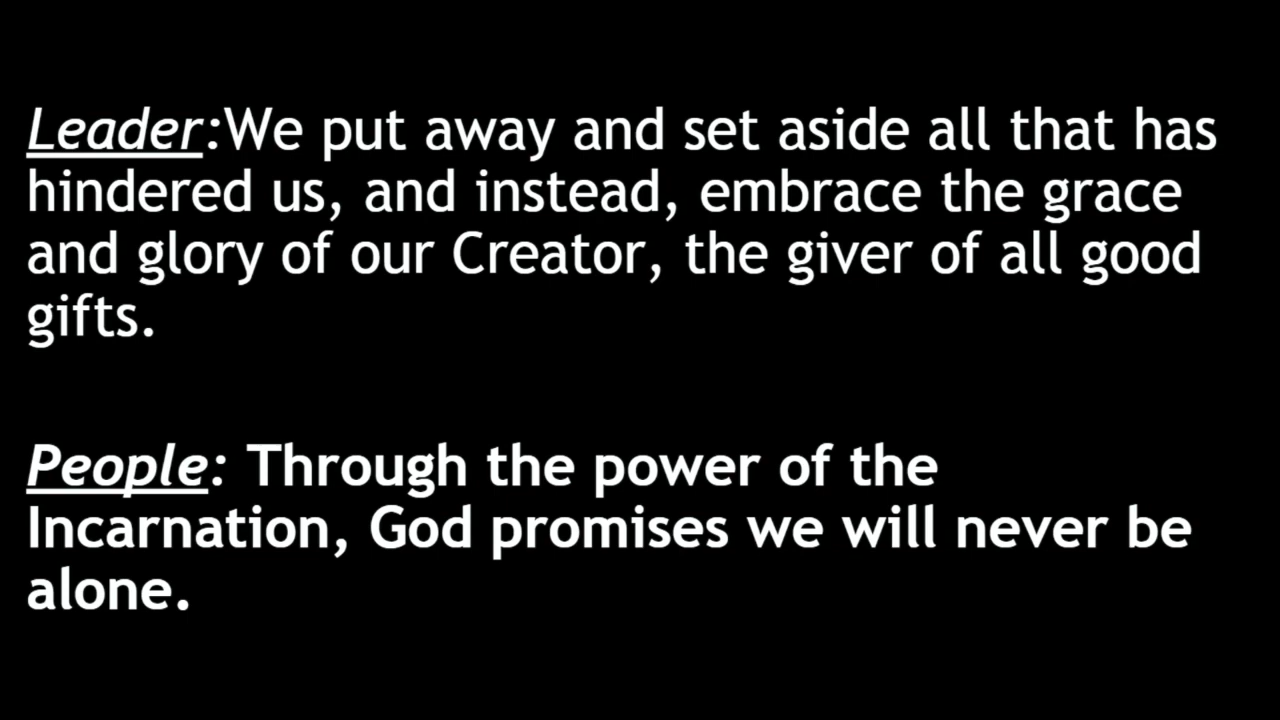 Leader:We put away and set aside all that has
hindered us, and instead, embrace the grace
and glory of our Creator, the giver of all good
gifts.
People: Through the power of the
Incarnation, God promises we will never be
alone.